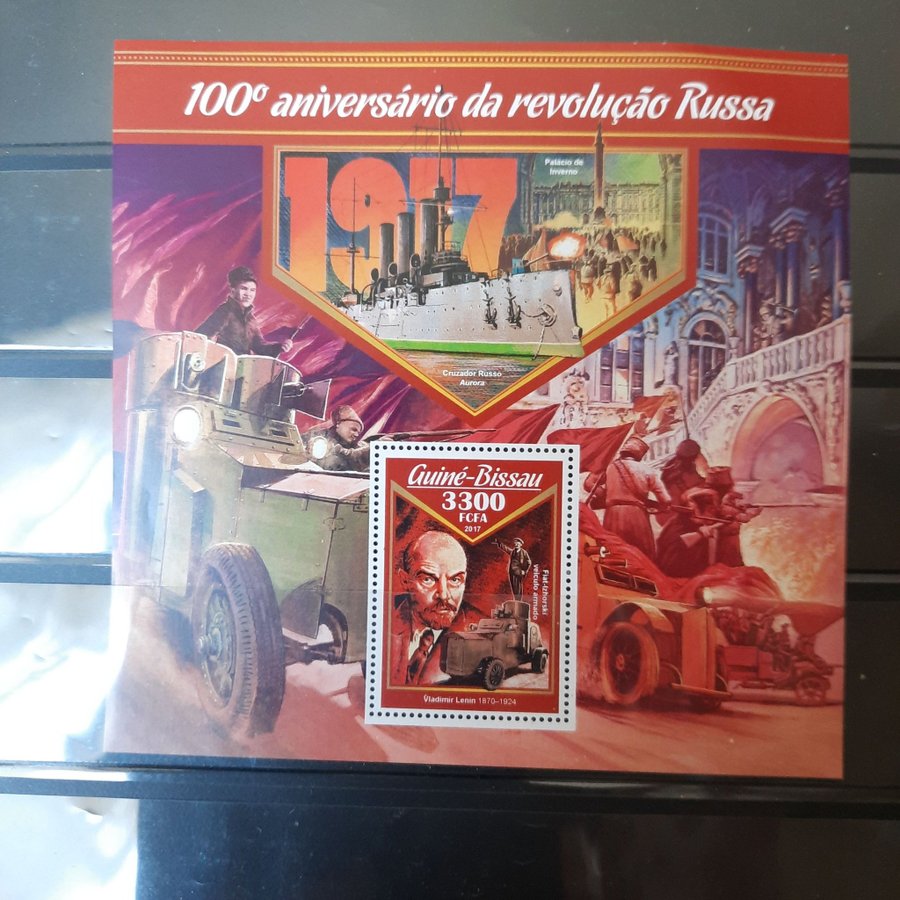 100º aniversário da revolução Russa
1917
Palácio de
Inverno
Cruzador Russo
Aurora
Guiné-Bissau
3300
FCFA
2017
Fiat-Izhorski
veículo armado
Vladimir Lenin 1870–1924